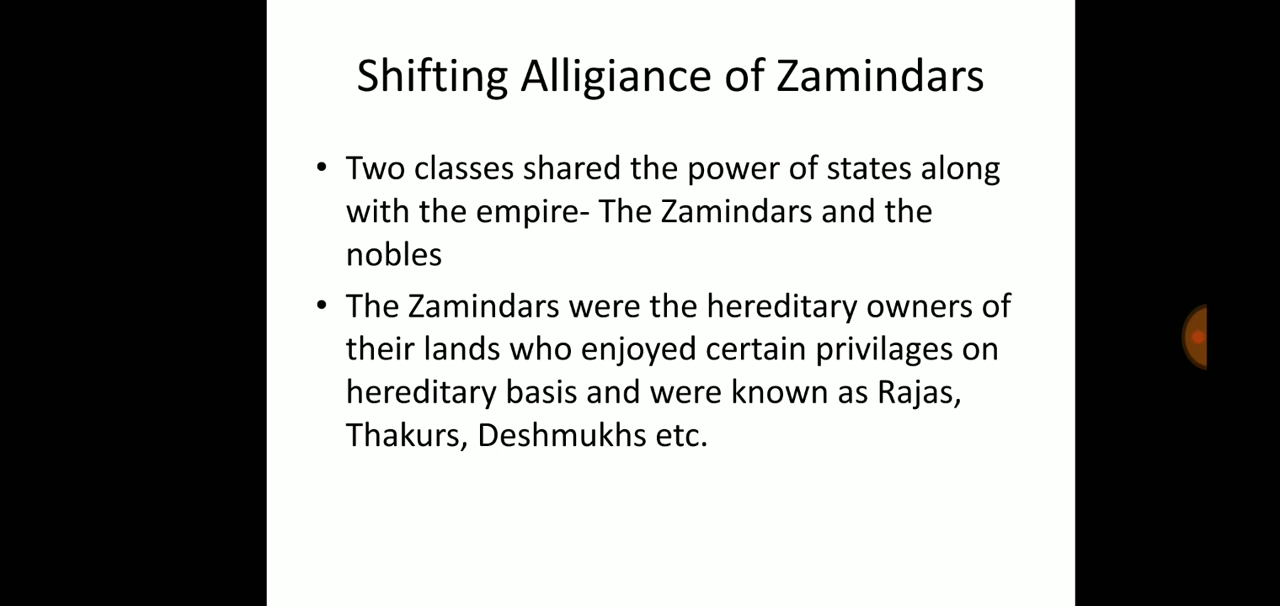 Shifting Alligiance of Zamindars
• Two classes shared the power of states along
with the empire- The Zamindars and the
nobles
• The Zamindars were the hereditary owners of
their lands who enjoyed certain privilages on
hereditary basis and were known as Rajas,
Thakurs, Deshmukhs etc.